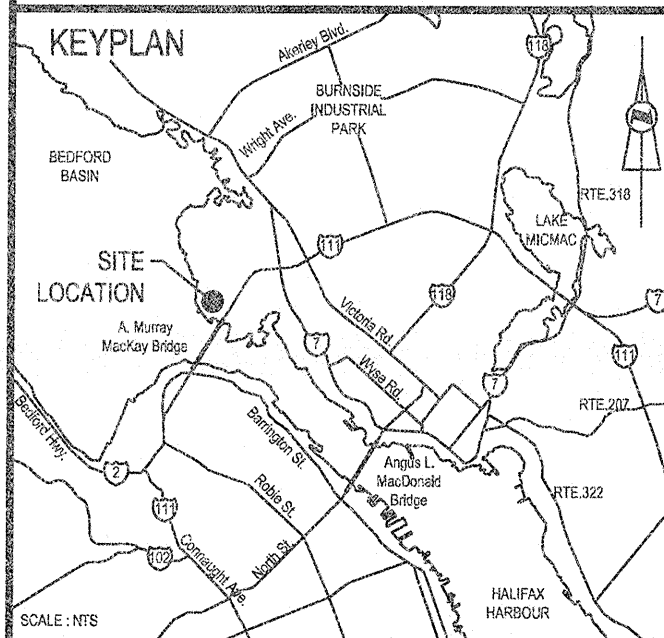 KEYPLAN
Akerley Blvd.
118
BURNSIDE
INDUSTRIAL
PARK
Wright Ave.
BEDFORD
BASIN
RTE.318
LAKE
MICMAC
111
SITE
LOCATION
118
7
A. Murray
MacKay Bridge
Victoria Rd.
7
Wyse Rd.
7
111
Bedford Hwy.
Barrington St.
RTE.207
2
Angus L.
MacDonald
Bridge
RTE.322
Robie St.
111
North St.
102
Connaught Ave.
HALIFAX
HARBOUR
SCALE : NTS